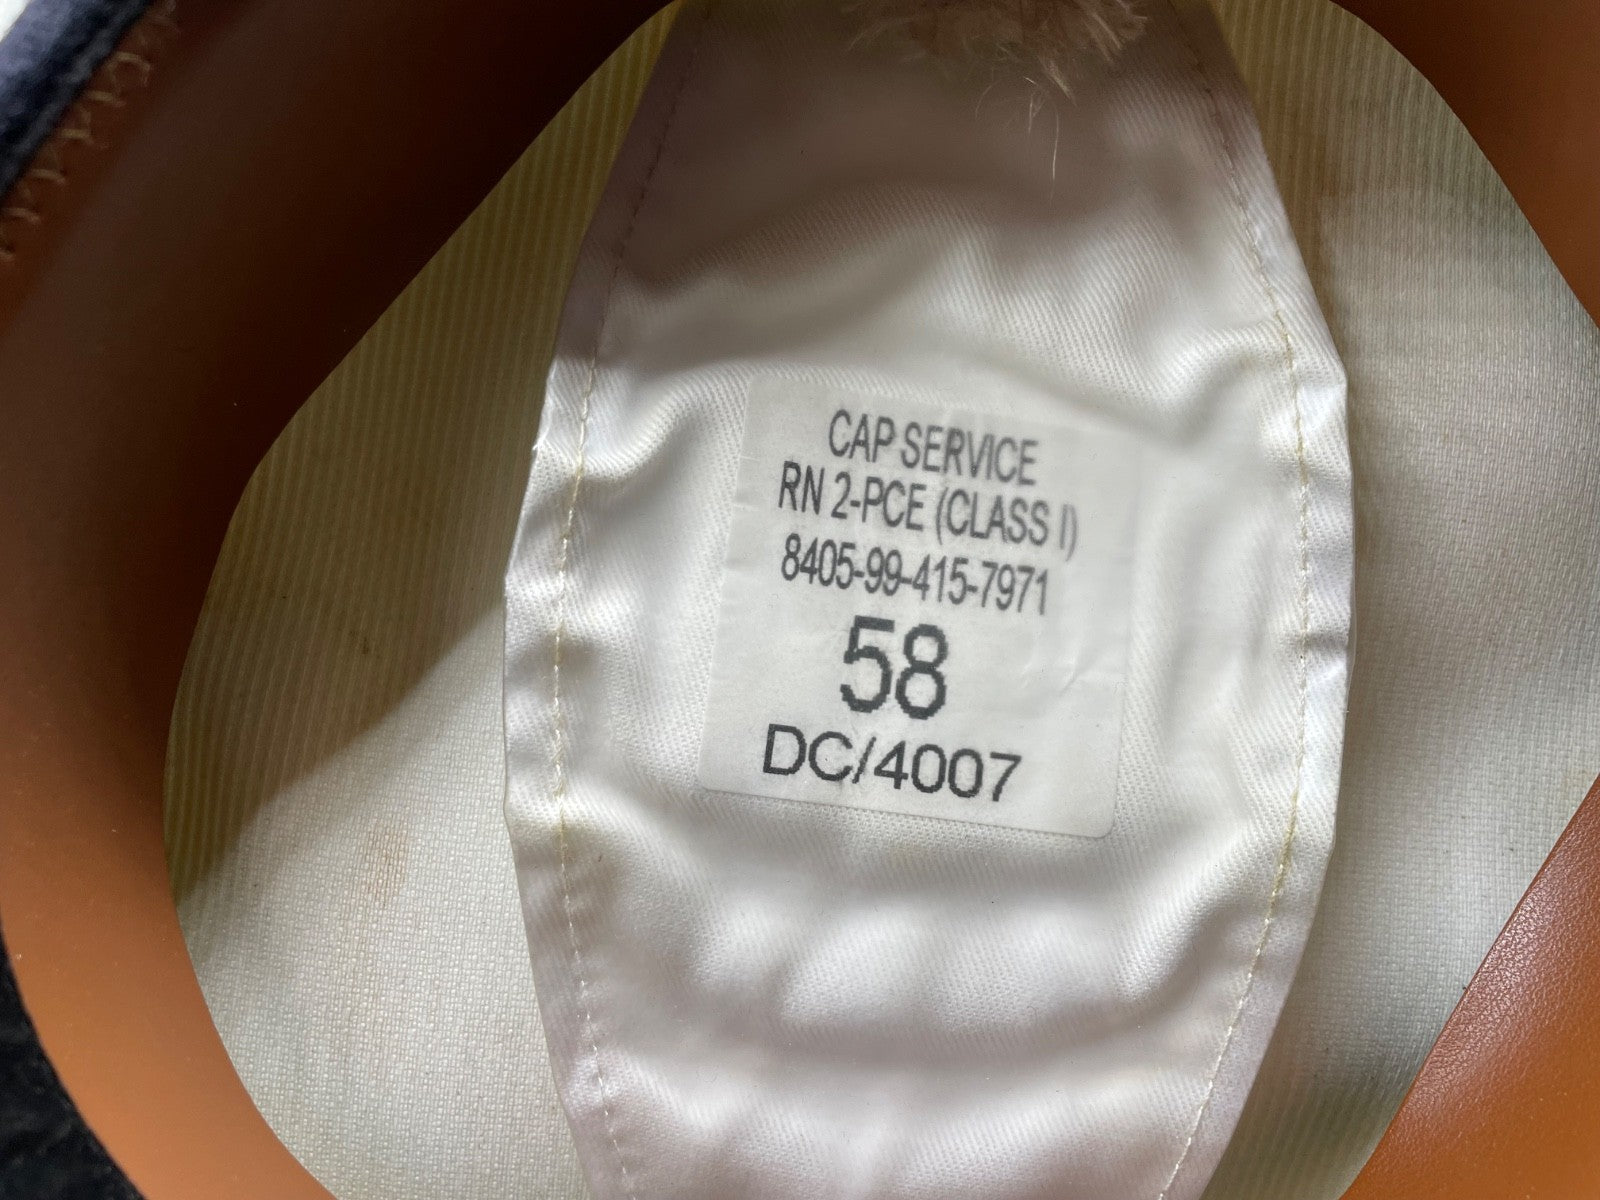 CAP SERVICE
RN 2-PCE (CLASS I)
8405-99-415-7971
58
DC/4007